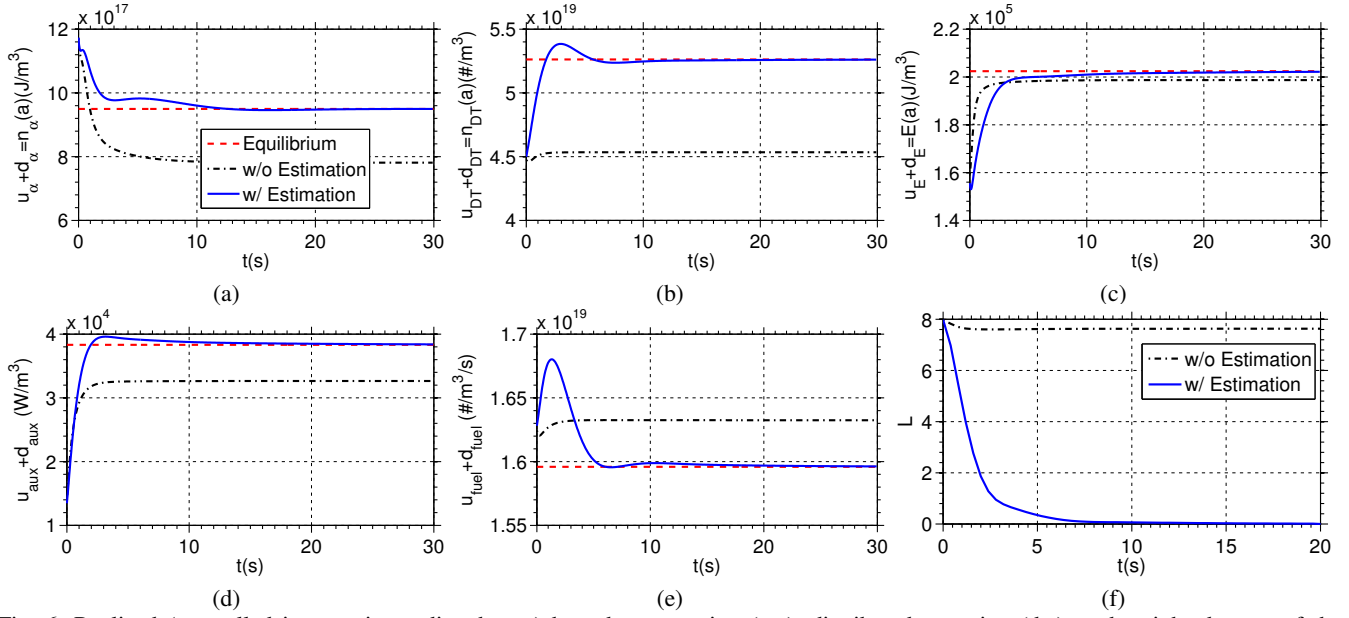 x 10^17
12
10
8
6
u_α+d_α=n_α(a)(J/m^3)
Equilibrium
w/o Estimation
w/ Estimation
0 10 20 30
t(s)
(a)
x 10^19
5.5
5
4.5
4
u_DT+d_DT=n_DT(a)(#/m^3)
0 10 20 30
t(s)
(b)
x 10^5
2.2
2
1.8
1.6
1.4
u_E+d_E=E(a)(J/m^3)
0 10 20 30
t(s)
(c)
x 10^4
4
3
2
1
u_aux+d_aux (W/m^3)
0 10 20 30
t(s)
(d)
x 10^19
1.7
1.65
1.6
1.55
u_fuel+d_fuel (#/m^3/s)
0 10 20 30
t(s)
(e)
8
6
4
2
0
L
w/o Estimation
w/ Estimation
0 5 10 15 20
t(s)
(f)
Fig. 6: